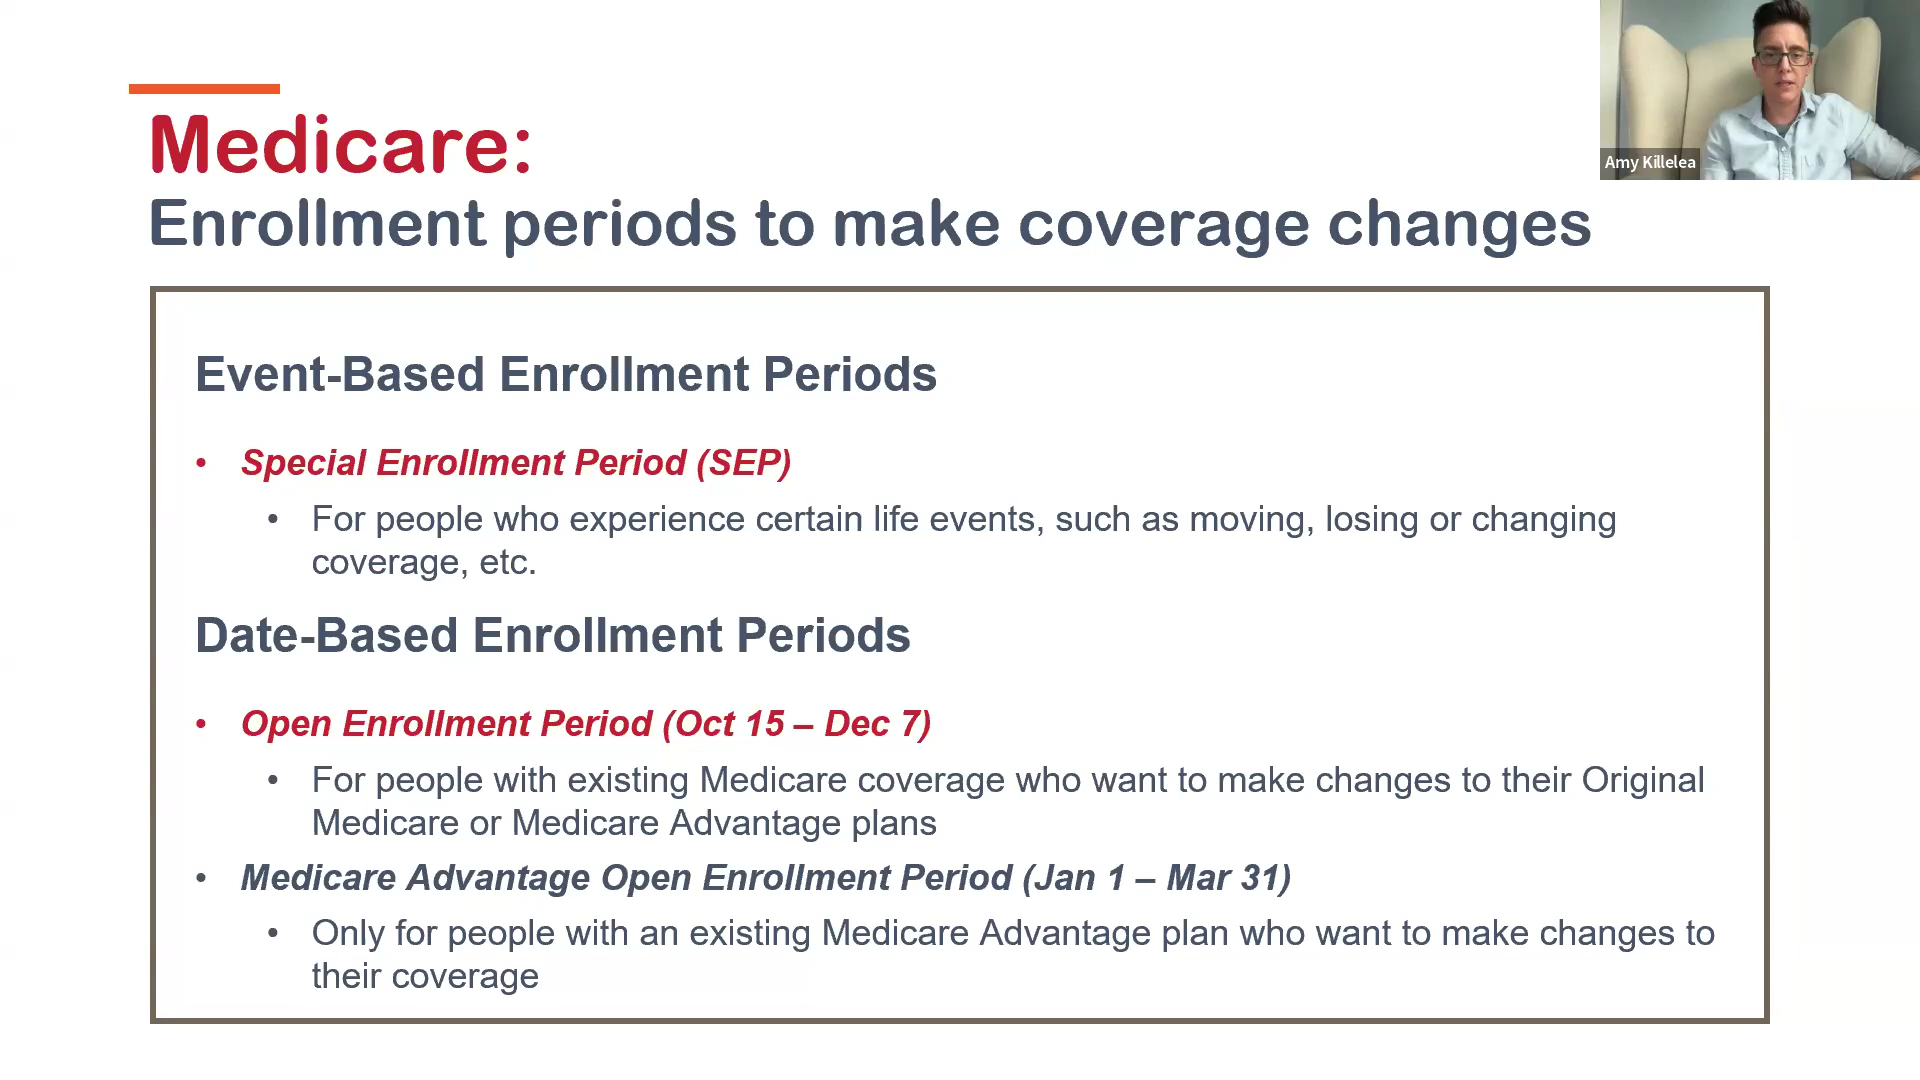 Medicare:
Enrollment periods to make coverage changes
Amy Killelea
Event-Based Enrollment Periods
• Special Enrollment Period (SEP)
• For people who experience certain life events, such as moving, losing or changing
coverage, etc.
Date-Based Enrollment Periods
• Open Enrollment Period (Oct 15 – Dec 7)
• For people with existing Medicare coverage who want to make changes to their Original
Medicare or Medicare Advantage plans
• Medicare Advantage Open Enrollment Period (Jan 1 – Mar 31)
• Only for people with an existing Medicare Advantage plan who want to make changes to
their coverage